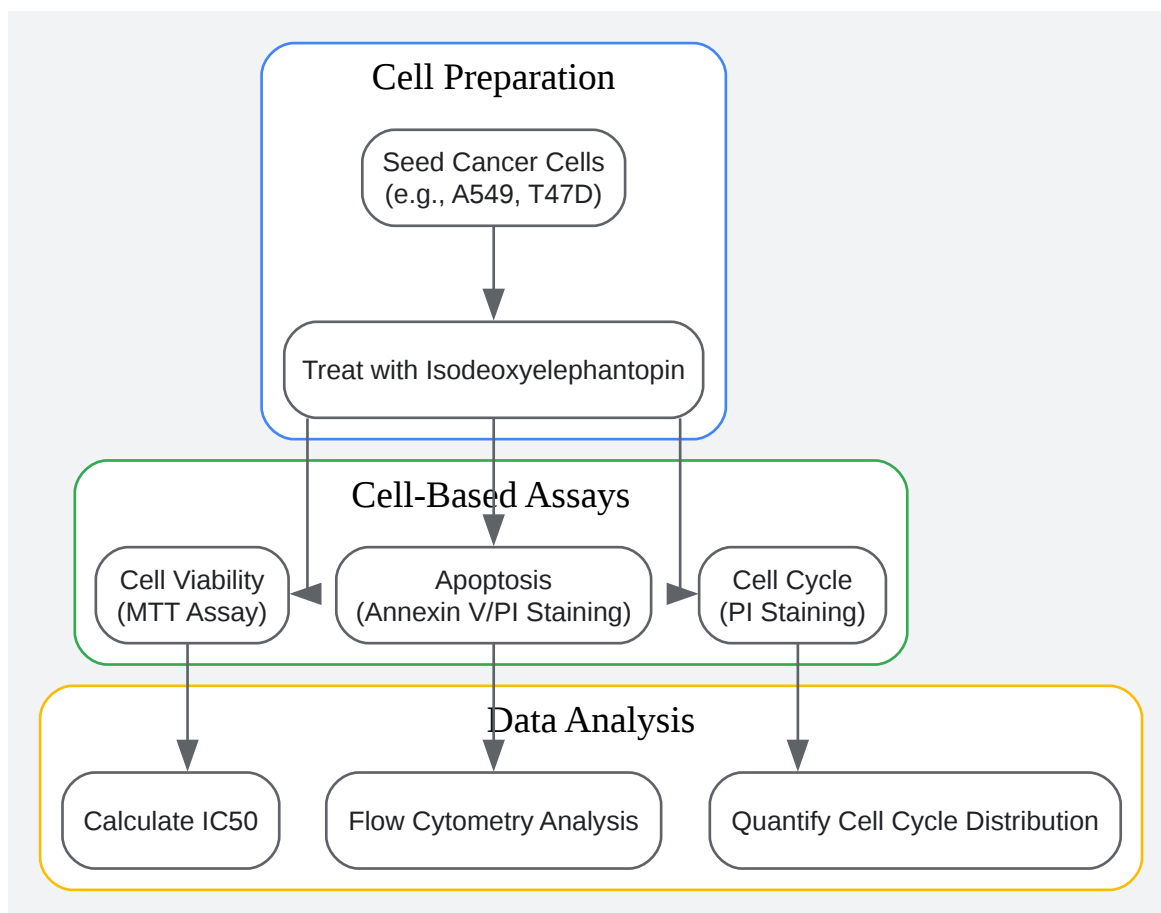 Cell Preparation
Seed Cancer Cells
(e.g., A549, T47D)
Treat with Isodeoxyelephantopin
Cell-Based Assays
Cell Viability
(MTT Assay)
Apoptosis
(Annexin V/PI Staining)
Cell Cycle
(PI Staining)
Data Analysis
Calculate IC50
Flow Cytometry Analysis
Quantify Cell Cycle Distribution